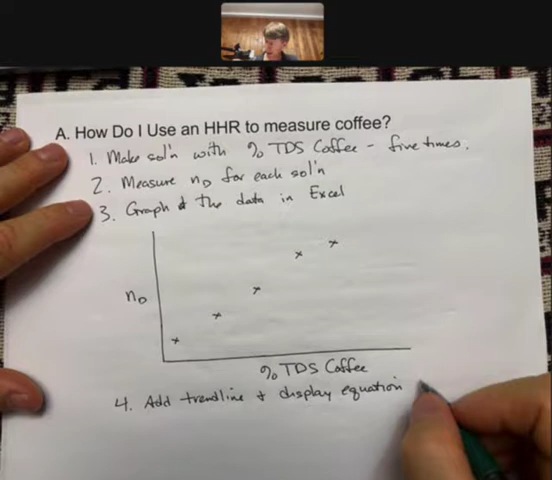 A. How Do I Use an HHR to measure coffee?
1. Make sol'n with % TDS Coffee - five times.
2. Measure nD for each sol'n
3. Graph the data in Excel
nD
% TDS Coffee
4. Add trendline + display equation